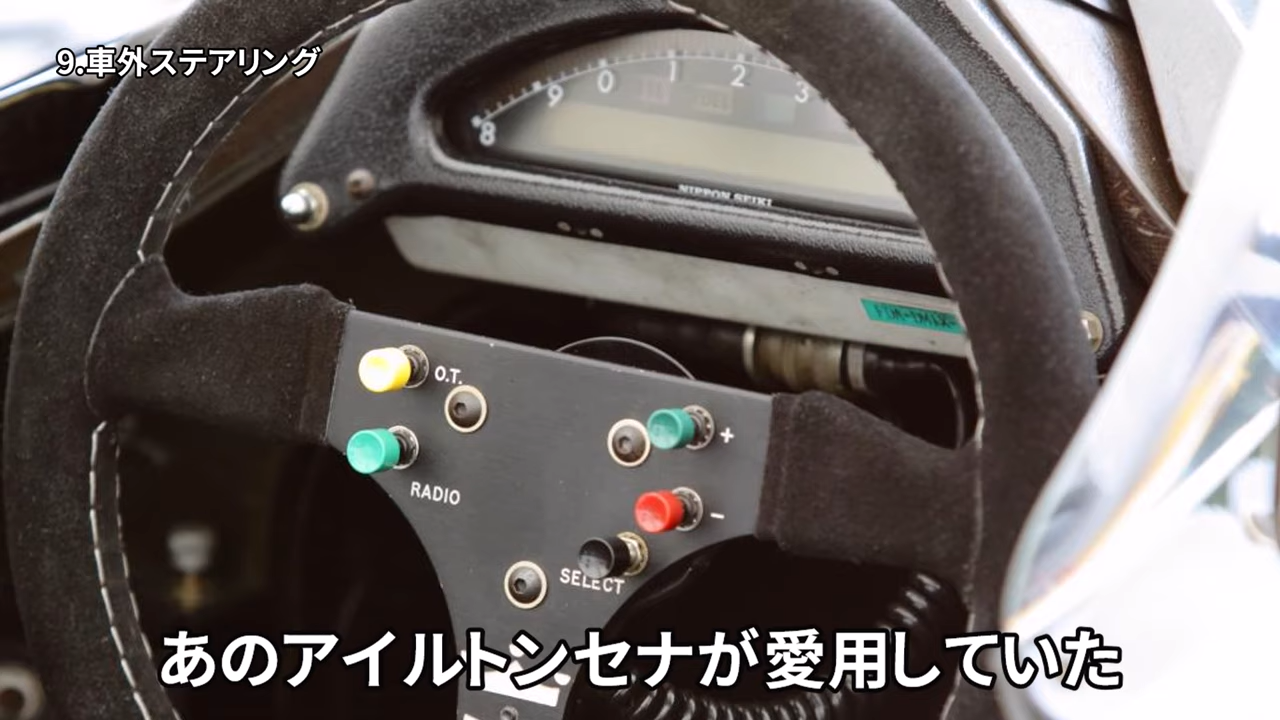 9.車外ステアリング
8 9 0 1 2 3
NIPPON SEIKI
O.T.
RADIO
+
−
SELECT
あのアイルトンセナが愛用していた